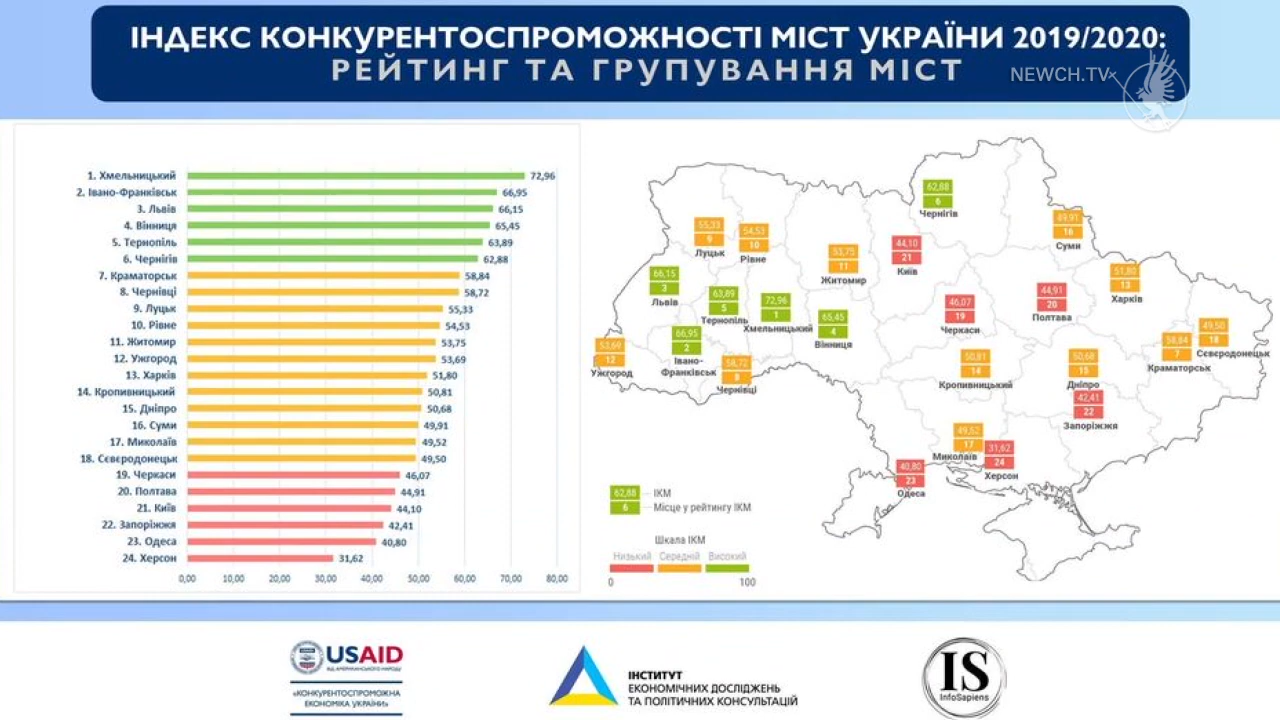 ІНДЕКС КОНКУРЕНТОСПРОМОЖНОСТІ МІСТ УКРАЇНИ 2019/2020:
РЕЙТИНГ ТА ГРУПУВАННЯ МІСТ
NEWCH.TV
1. Хмельницький 72,96
2. Івано-Франківськ 66,95
3. Львів 66,15
4. Вінниця 65,45
5. Тернопіль 63,89
6. Чернігів 62,88
7. Краматорськ 58,84
8. Чернівці 58,72
9. Луцьк 55,33
10. Рівне 54,53
11. Житомир 53,75
12. Ужгород 53,69
13. Харків 51,80
14. Кропивницький 50,81
15. Дніпро 50,68
16. Суми 49,91
17. Миколаїв 49,52
18. Сєвєродонецьк 49,50
19. Черкаси 46,07
20. Полтава 44,91
21. Київ 44,10
22. Запоріжжя 42,41
23. Одеса 40,80
24. Херсон 31,62
0,00 10,00 20,00 30,00 40,00 50,00 60,00 70,00 80,00
62,88
6
Чернігів
49,91
16
Суми
55,33
9
Луцьк
54,53
10
Рівне
53,75
11
Житомир
44,10
21
Київ
51,80
13
Харків
66,15
3
Львів
63,89
5
Тернопіль
72,96
1
Хмельницький
65,45
4
Вінниця
46,07
19
Черкаси
44,91
20
Полтава
49,50
18
Сєвєродонецьк
58,84
7
Краматорськ
53,69
12
Ужгород
66,95
2
Івано-
Франківськ
58,72
8
Чернівці
50,81
14
Кропивницький
50,68
15
Дніпро
42,41
22
Запоріжжя
49,52
17
Миколаїв
31,62
24
Херсон
40,80
23
Одеса
62,88 ІКМ
6 Місце у рейтингу ІКМ
Шкала ІКМ
Низький Середній Високий
0 100
USAID
ВІД АМЕРИКАНСЬКОГО НАРОДУ
«КОНКУРЕНТОСПРОМОЖНА
ЕКОНОМІКА УКРАЇНИ»
ІНСТИТУТ
ЕКОНОМІЧНИХ ДОСЛІДЖЕНЬ
ТА ПОЛІТИЧНИХ КОНСУЛЬТАЦІЙ
IS
InfoSapiens